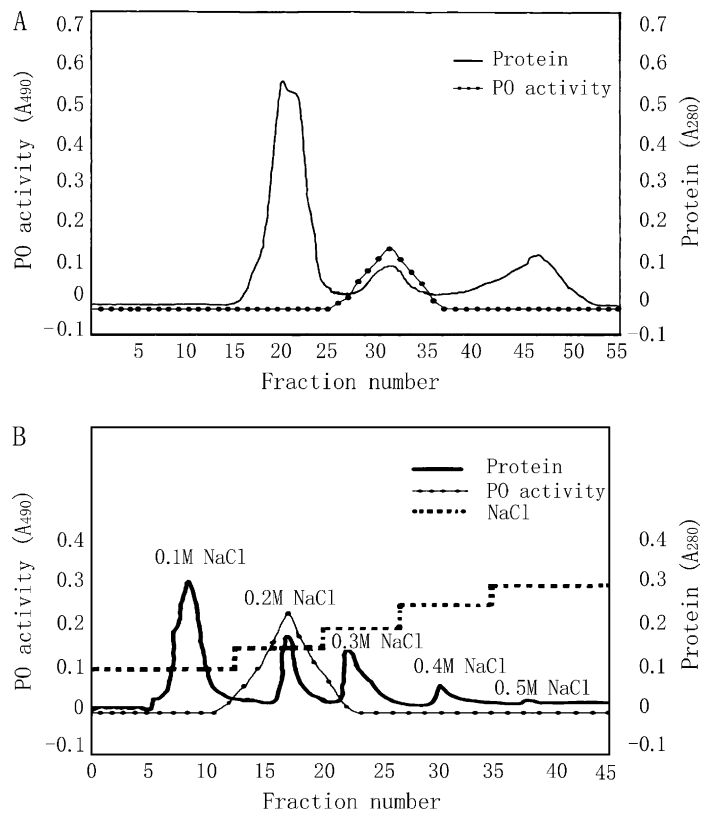 A
0.7
0.6
0.5
0.4
0.3
0.2
0.1
0
−0.1
PO activity (A490)
0.7
0.6
0.5
0.4
0.3
0.2
0.1
0
−0.1
Protein (A280)
Protein
PO activity
5 10 15 20 25 30 35 40 45 50 55
Fraction number
B
0.4
0.3
0.2
0.1
0
−0.1
PO activity (A490)
0.4
0.3
0.2
0.1
0
−0.1
Protein (A280)
Protein
PO activity
NaCl
0.1M NaCl
0.2M NaCl
0.3M NaCl
0.4M NaCl
0.5M NaCl
0 5 10 15 20 25 30 35 40 45
Fraction number